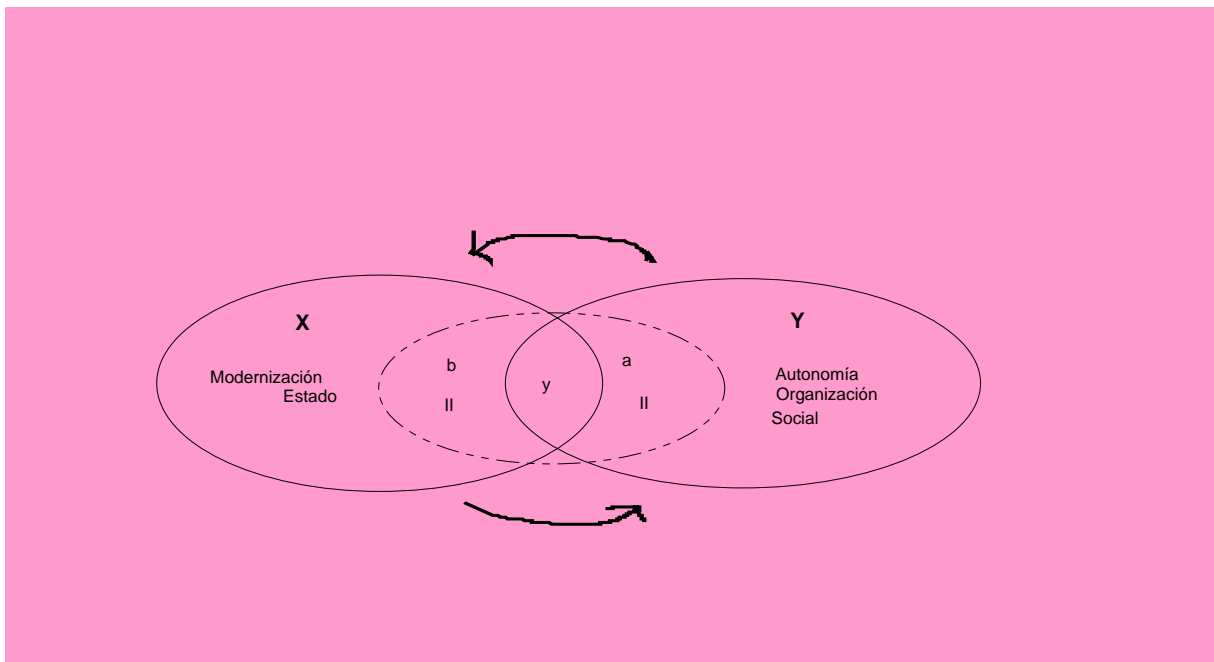 X
Modernización
Estado
b
II
y
a
II
Y
Autonomía
Organización
Social